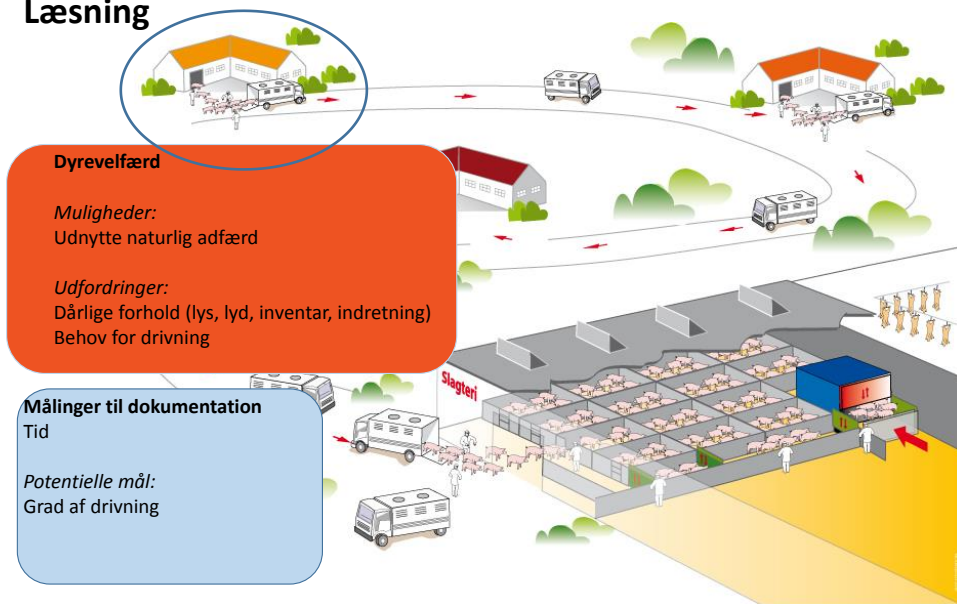 Læsning
Dyrevelfærd
Muligheder:
Udnytte naturlig adfærd
Udfordringer:
Dårlige forhold (lys, lyd, inventar, indretning)
Behov for drivning
Målinger til dokumentation
Tid
Potentielle mål:
Grad af drivning
Slagteri